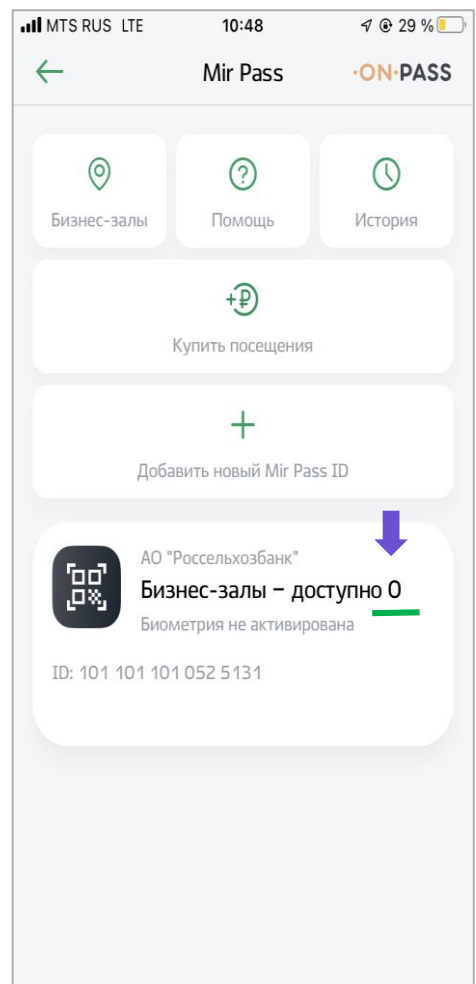 MTS RUS LTE 10:48 29 %
Mir Pass ·ON·PASS
Бизнес-залы Помощь История
Купить посещения
Добавить новый Mir Pass ID
АО "Россельхозбанк"
Бизнес-залы – доступно 0
Биометрия не активирована
ID: 101 101 101 052 5131